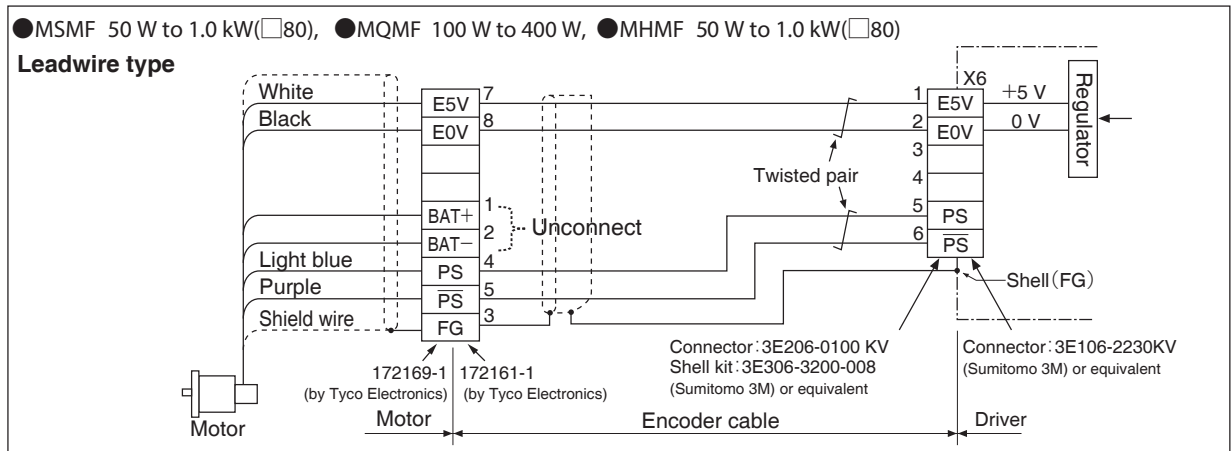 ●MSMF 50 W to 1.0 kW(□80), ●MQMF 100 W to 400 W, ●MHMF 50 W to 1.0 kW(□80)
Leadwire type
White
Black
Light blue
Purple
Shield wire
E5V
E0V
BAT+
BAT−
PS
P̅S̅
FG
7
8
1
2
4
5
3
Unconnect
Twisted pair
1
2
3
4
5
6
X6
E5V
E0V
PS
P̅S̅
+5 V
0 V
Regulator
Shell(FG)
172169-1
(by Tyco Electronics)
172161-1
(by Tyco Electronics)
Connector:3E206-0100 KV
Shell kit:3E306-3200-008
(Sumitomo 3M) or equivalent
Connector:3E106-2230KV
(Sumitomo 3M) or equivalent
Motor
Motor
Encoder cable
Driver